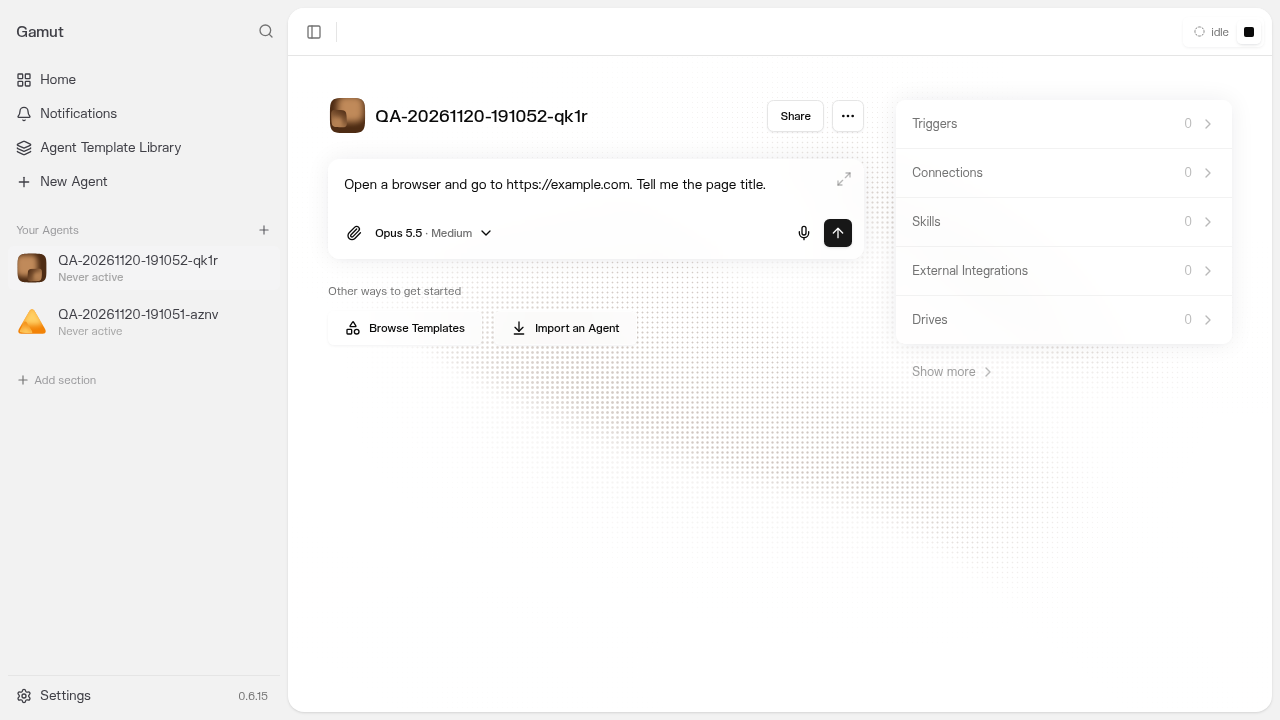 Gamut
Home
Notifications
Agent Template Library
New Agent
Your Agents
QA-20261120-191052-qk1r
Never active
QA-20261120-191051-aznv
Never active
Add section
Settings
0.6.15
idle
QA-20261120-191052-qk1r
Share
Open a browser and go to https://example.com. Tell me the page title.
Opus 5.5 · Medium
Other ways to get started
Browse Templates
Import an Agent
Triggers 0
Connections 0
Skills 0
External Integrations 0
Drives 0
Show more